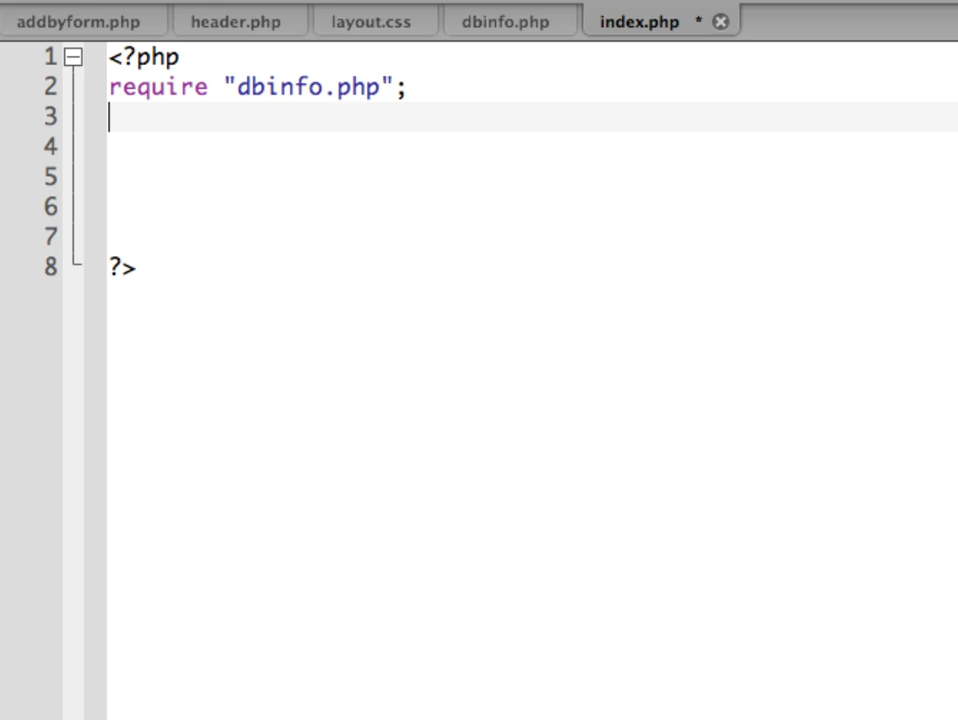 addbyform.php header.php layout.css dbinfo.php index.php *
1 <?php
2 require "dbinfo.php";
3
4
5
6
7
8 ?>